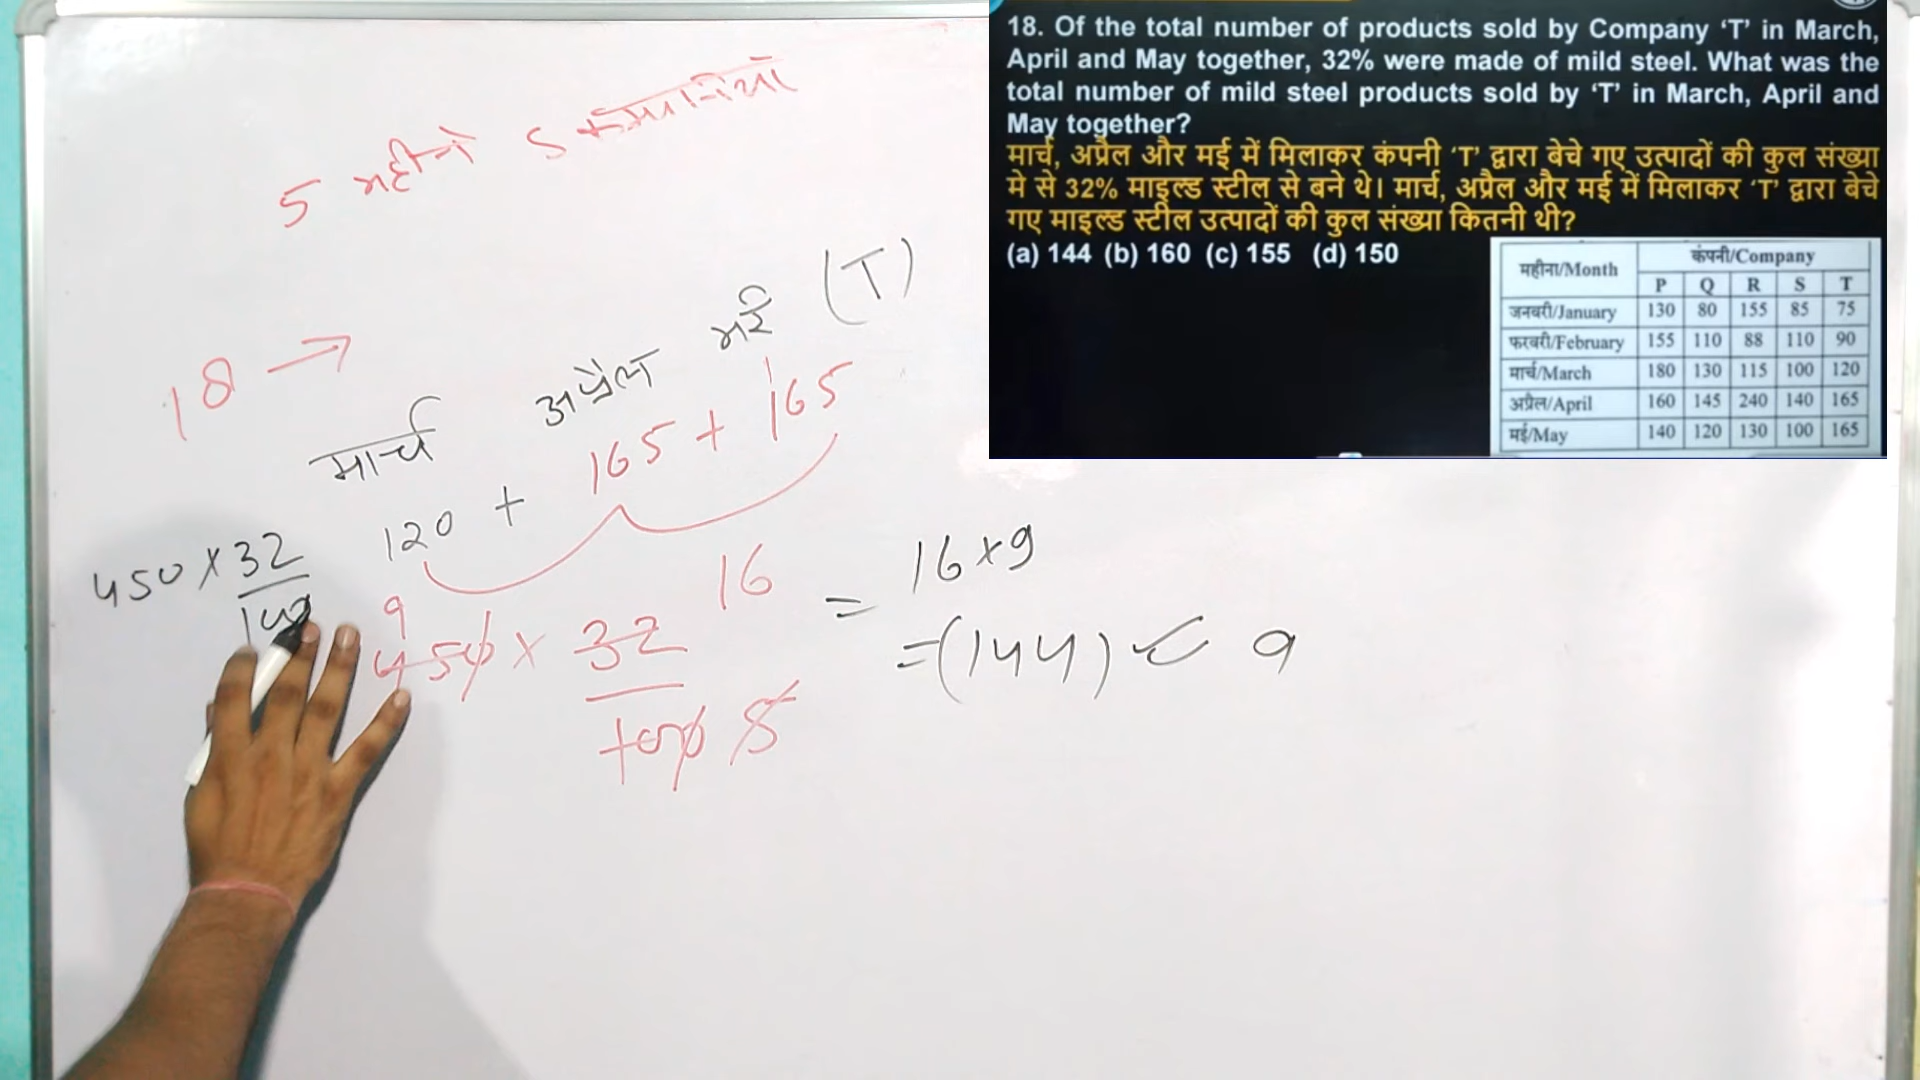 5 महीने 5 कम्पनियाँ
18 →
मार्च अप्रैल मई (T)
120 + 165 + 165
450 × 32
100
9 16
450 × 32
100 5
= 16 × 9
= (144) ✓ a
18. Of the total number of products sold by Company ‘T’ in March,
April and May together, 32% were made of mild steel. What was the
total number of mild steel products sold by ‘T’ in March, April and
May together?
मार्च, अप्रैल और मई में मिलाकर कंपनी ‘T’ द्वारा बेचे गए उत्पादों की कुल संख्या
मे से 32% माइल्ड स्टील से बने थे। मार्च, अप्रैल और मई में मिलाकर ‘T’ द्वारा बेचे
गए माइल्ड स्टील उत्पादों की कुल संख्या कितनी थी?
(a) 144 (b) 160 (c) 155 (d) 150
महीना/Month कंपनी/Company
P Q R S T
जनवरी/January 130 80 155 85 75
फरवरी/February 155 110 88 110 90
मार्च/March 180 130 115 100 120
अप्रैल/April 160 145 240 140 165
मई/May 140 120 130 100 165